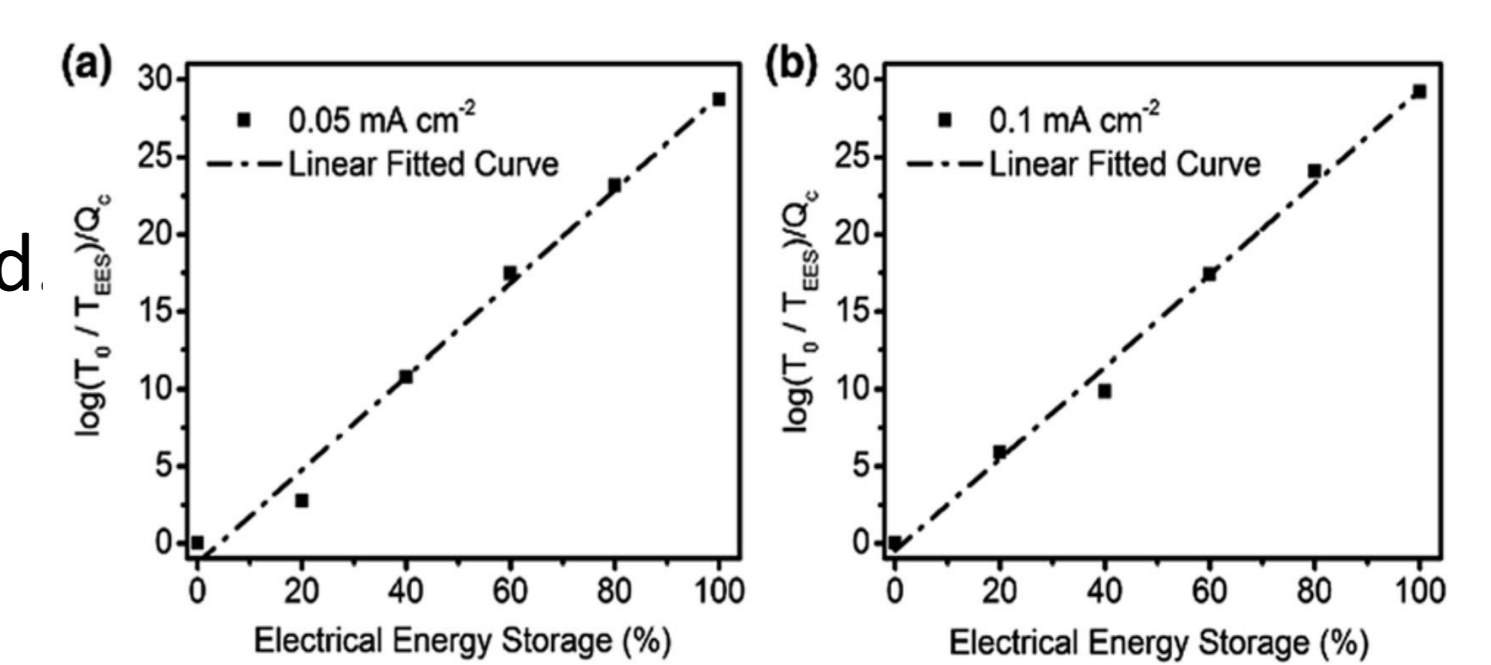 (a)
30
25
20
15
10
5
0
log(T₀ / T_EES)/Q_c
0.05 mA cm⁻²
Linear Fitted Curve
0 20 40 60 80 100
Electrical Energy Storage (%)
(b)
30
25
20
15
10
5
0
log(T₀ / T_EES)/Q_c
0.1 mA cm⁻²
Linear Fitted Curve
0 20 40 60 80 100
Electrical Energy Storage (%)
d.